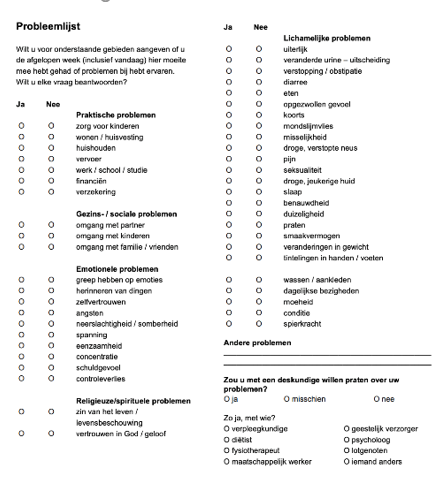 Probleemlijst
Wilt u voor onderstaande gebieden aangeven of u
de afgelopen week (inclusief vandaag) hier moeite
mee hebt gehad of problemen bij hebt ervaren.
Wilt u elke vraag beantwoorden?
Ja Nee
Praktische problemen
O O zorg voor kinderen
O O wonen / huisvesting
O O huishouden
O O vervoer
O O werk / school / studie
O O financiën
O O verzekering
Gezins- / sociale problemen
O O omgang met partner
O O omgang met kinderen
O O omgang met familie / vrienden
Emotionele problemen
O O greep hebben op emoties
O O herinneren van dingen
O O zelfvertrouwen
O O angsten
O O neerslachtigheid / somberheid
O O spanning
O O eenzaamheid
O O concentratie
O O schuldgevoel
O O controleverlies
Religieuze/spirituele problemen
O O zin van het leven /
levensbeschouwing
O O vertrouwen in God / geloof
Ja Nee
Lichamelijke problemen
O O uiterlijk
O O veranderde urine – uitscheiding
O O verstopping / obstipatie
O O diarree
O O eten
O O opgezwollen gevoel
O O koorts
O O mondslijmvlies
O O misselijkheid
O O droge, verstopte neus
O O pijn
O O seksualiteit
O O droge, jeukerige huid
O O slaap
O O benauwdheid
O O duizeligheid
O O praten
O O smaakvermogen
O O veranderingen in gewicht
O O tintelingen in handen / voeten
O O wassen / aankleden
O O dagelijkse bezigheden
O O moeheid
O O conditie
O O spierkracht
Andere problemen
Zou u met een deskundige willen praten over uw
problemen?
O ja O misschien O nee
Zo ja, met wie?
O verpleegkundige O geestelijk verzorger
O diëtist O psycholoog
O fysiotherapeut O lotgenoten
O maatschappelijk werker O iemand anders